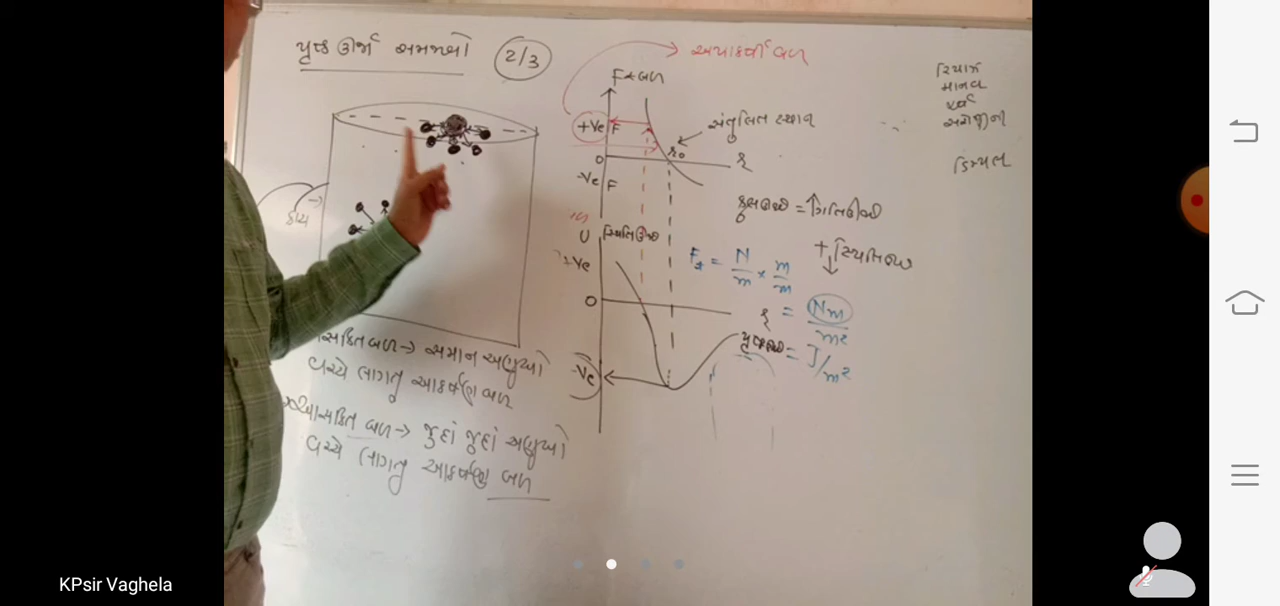 પૃષ્ઠ ઊર્જા સમજાવો 2/3
અપાકર્ષી બળ
F બળ
+Ve F
0
-Ve F
r₀
સંતુલિત સ્થાન
r
માનવ
કુલ ઊર્જા = ↑ ગતિઊર્જા
+ ↓ સ્થિતિઊર્જા
U સ્થિતિઊર્જા
+Ve
0
-Ve
r
= N/m × m/m
= Nm/m²
પૃષ્ઠઊર્જા = J/m²
કાચ
સક્તિબળ → સમાન અણુઓ
વચ્ચે લાગતુ આકર્ષણ બળ
આસક્તિ બળ → જુદાં જુદાં અણુઓ
વચ્ચે લાગતુ આકર્ષણ બળ
KPsir Vaghela